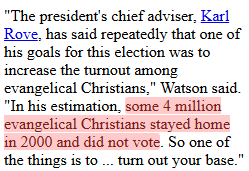 "The president's chief adviser, Karl
Rove, has said repeatedly that one of
his goals for this election was to
increase the turnout among
evangelical Christians," Watson said.
"In his estimation, some 4 million
evangelical Christians stayed home
in 2000 and did not vote. So one of
the things is to ... turn out your base."